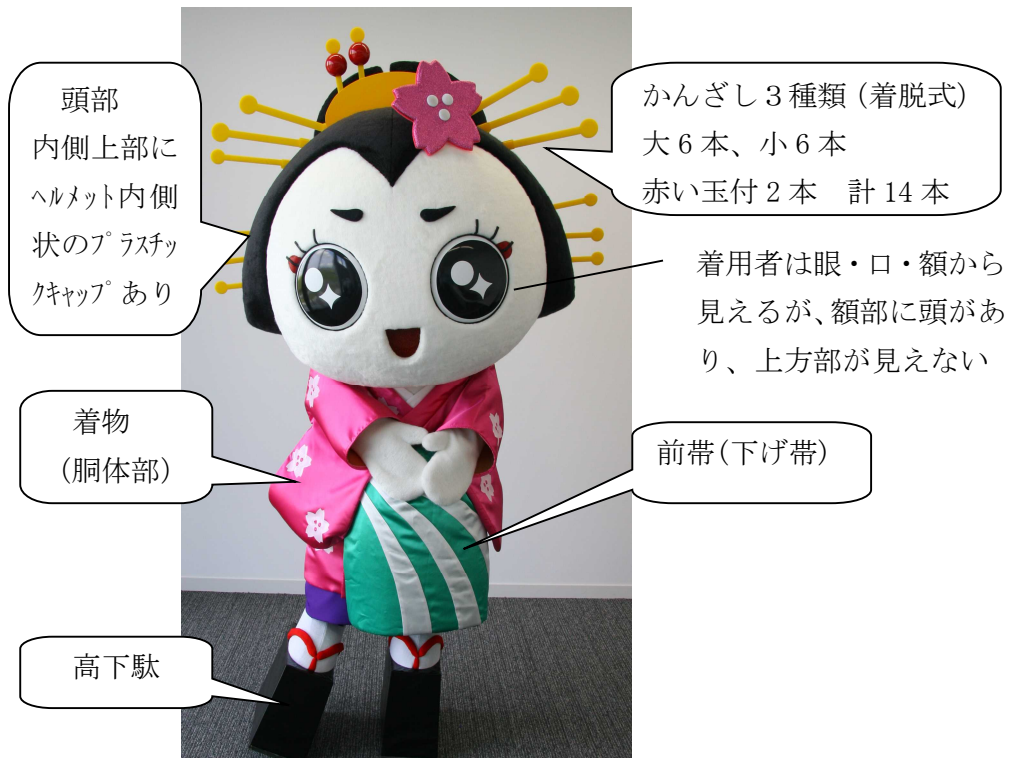 頭部
内側上部に
ﾍﾙﾒｯﾄ内側
状のﾌﾟﾗｽﾁｯ
ｸｷｬｯﾌﾟあり
かんざし３種類（着脱式）
大６本、小６本
赤い玉付２本　計14本
着用者は眼・口・額から
見えるが、額部に頭があ
り、上方部が見えない
着物
（胴体部）
前帯（下げ帯）
高下駄